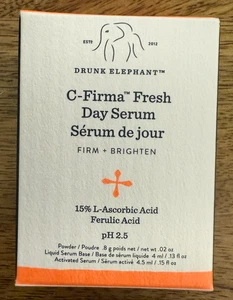 ESTD 2012
DRUNK ELEPHANT™
C-Firma™ Fresh
Day Serum
Sérum de jour
FIRM + BRIGHTEN
15% L-Ascorbic Acid
Ferulic Acid
pH 2.5
Powder / Poudre .8 g poids net / net wt .02 oz
Liquid Serum Base / Base de sérum liquide 4 ml / .13 fl oz
Activated Serum / Sérum activé 4.5 ml / .15 fl oz